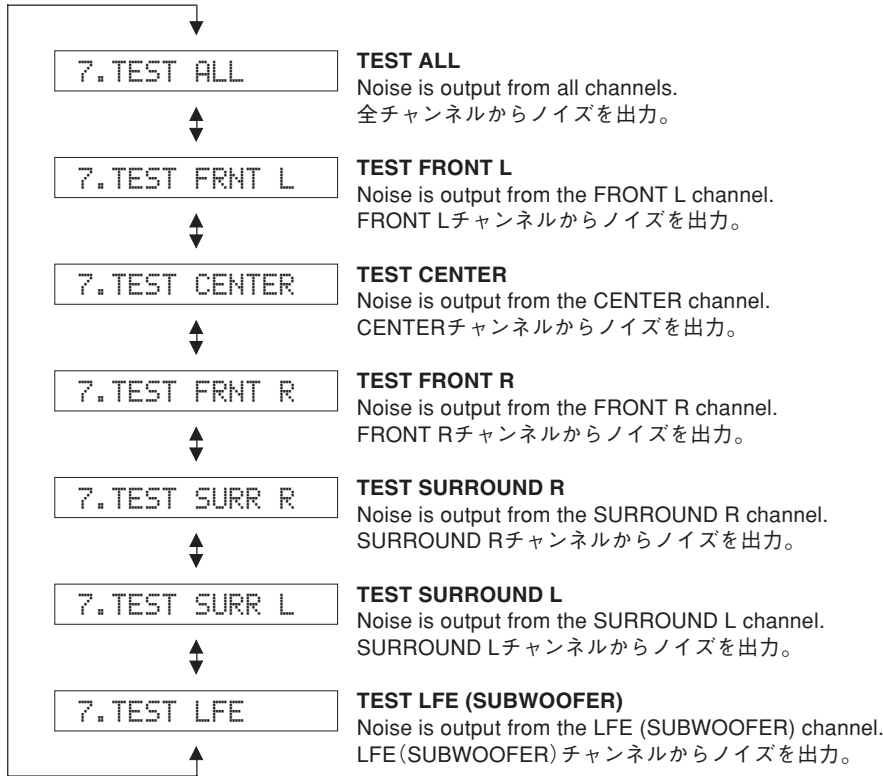 7.TEST ALL
TEST ALL
Noise is output from all channels.
全チャンネルからノイズを出力。
7.TEST FRNT L
TEST FRONT L
Noise is output from the FRONT L channel.
FRONT Lチャンネルからノイズを出力。
7.TEST CENTER
TEST CENTER
Noise is output from the CENTER channel.
CENTERチャンネルからノイズを出力。
7.TEST FRNT R
TEST FRONT R
Noise is output from the FRONT R channel.
FRONT Rチャンネルからノイズを出力。
7.TEST SURR R
TEST SURROUND R
Noise is output from the SURROUND R channel.
SURROUND Rチャンネルからノイズを出力。
7.TEST SURR L
TEST SURROUND L
Noise is output from the SURROUND L channel.
SURROUND Lチャンネルからノイズを出力。
7.TEST LFE
TEST LFE (SUBWOOFER)
Noise is output from the LFE (SUBWOOFER) channel.
LFE（SUBWOOFER）チャンネルからノイズを出力。